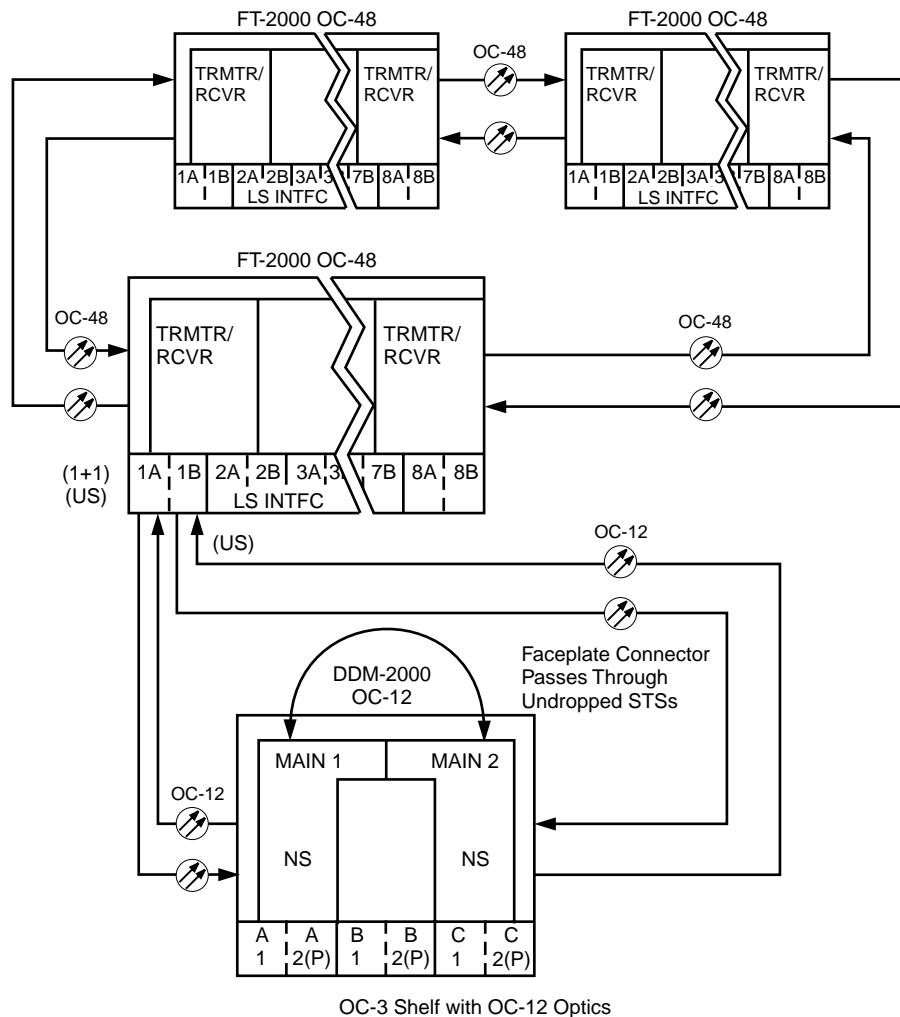 FT-2000 OC-48
FT-2000 OC-48
OC-48
TRMTR/
RCVR
TRMTR/
RCVR
TRMTR/
RCVR
TRMTR/
RCVR
1A 1B 2A 2B 3A 3 7B 8A 8B
LS INTFC
1A 1B 2A 2B 3A 3 7B 8A 8B
LS INTFC
FT-2000 OC-48
OC-48
OC-48
TRMTR/
RCVR
TRMTR/
RCVR
(1+1)
(US)
1A 1B 2A 2B 3A 3 7B 8A 8B
LS INTFC
(US)
OC-12
Faceplate Connector
Passes Through
Undropped STSs
DDM-2000
OC-12
MAIN 1
MAIN 2
OC-12
NS
NS
A A B B C C
1 2(P) 1 2(P) 1 2(P)
OC-3 Shelf with OC-12 Optics